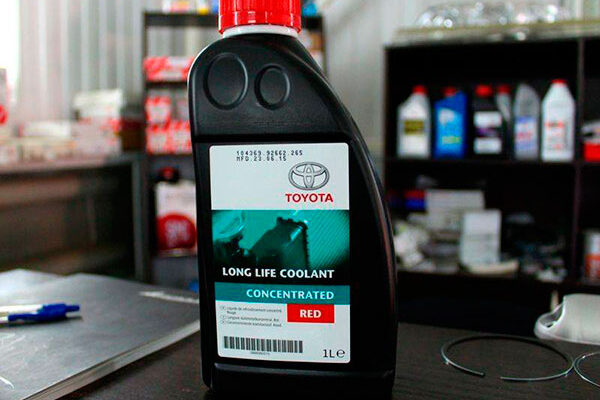 104369.92662.265
MFD.23.06.15
TOYOTA
LONG LIFE COOLANT
CONCENTRATED
RED
1L e